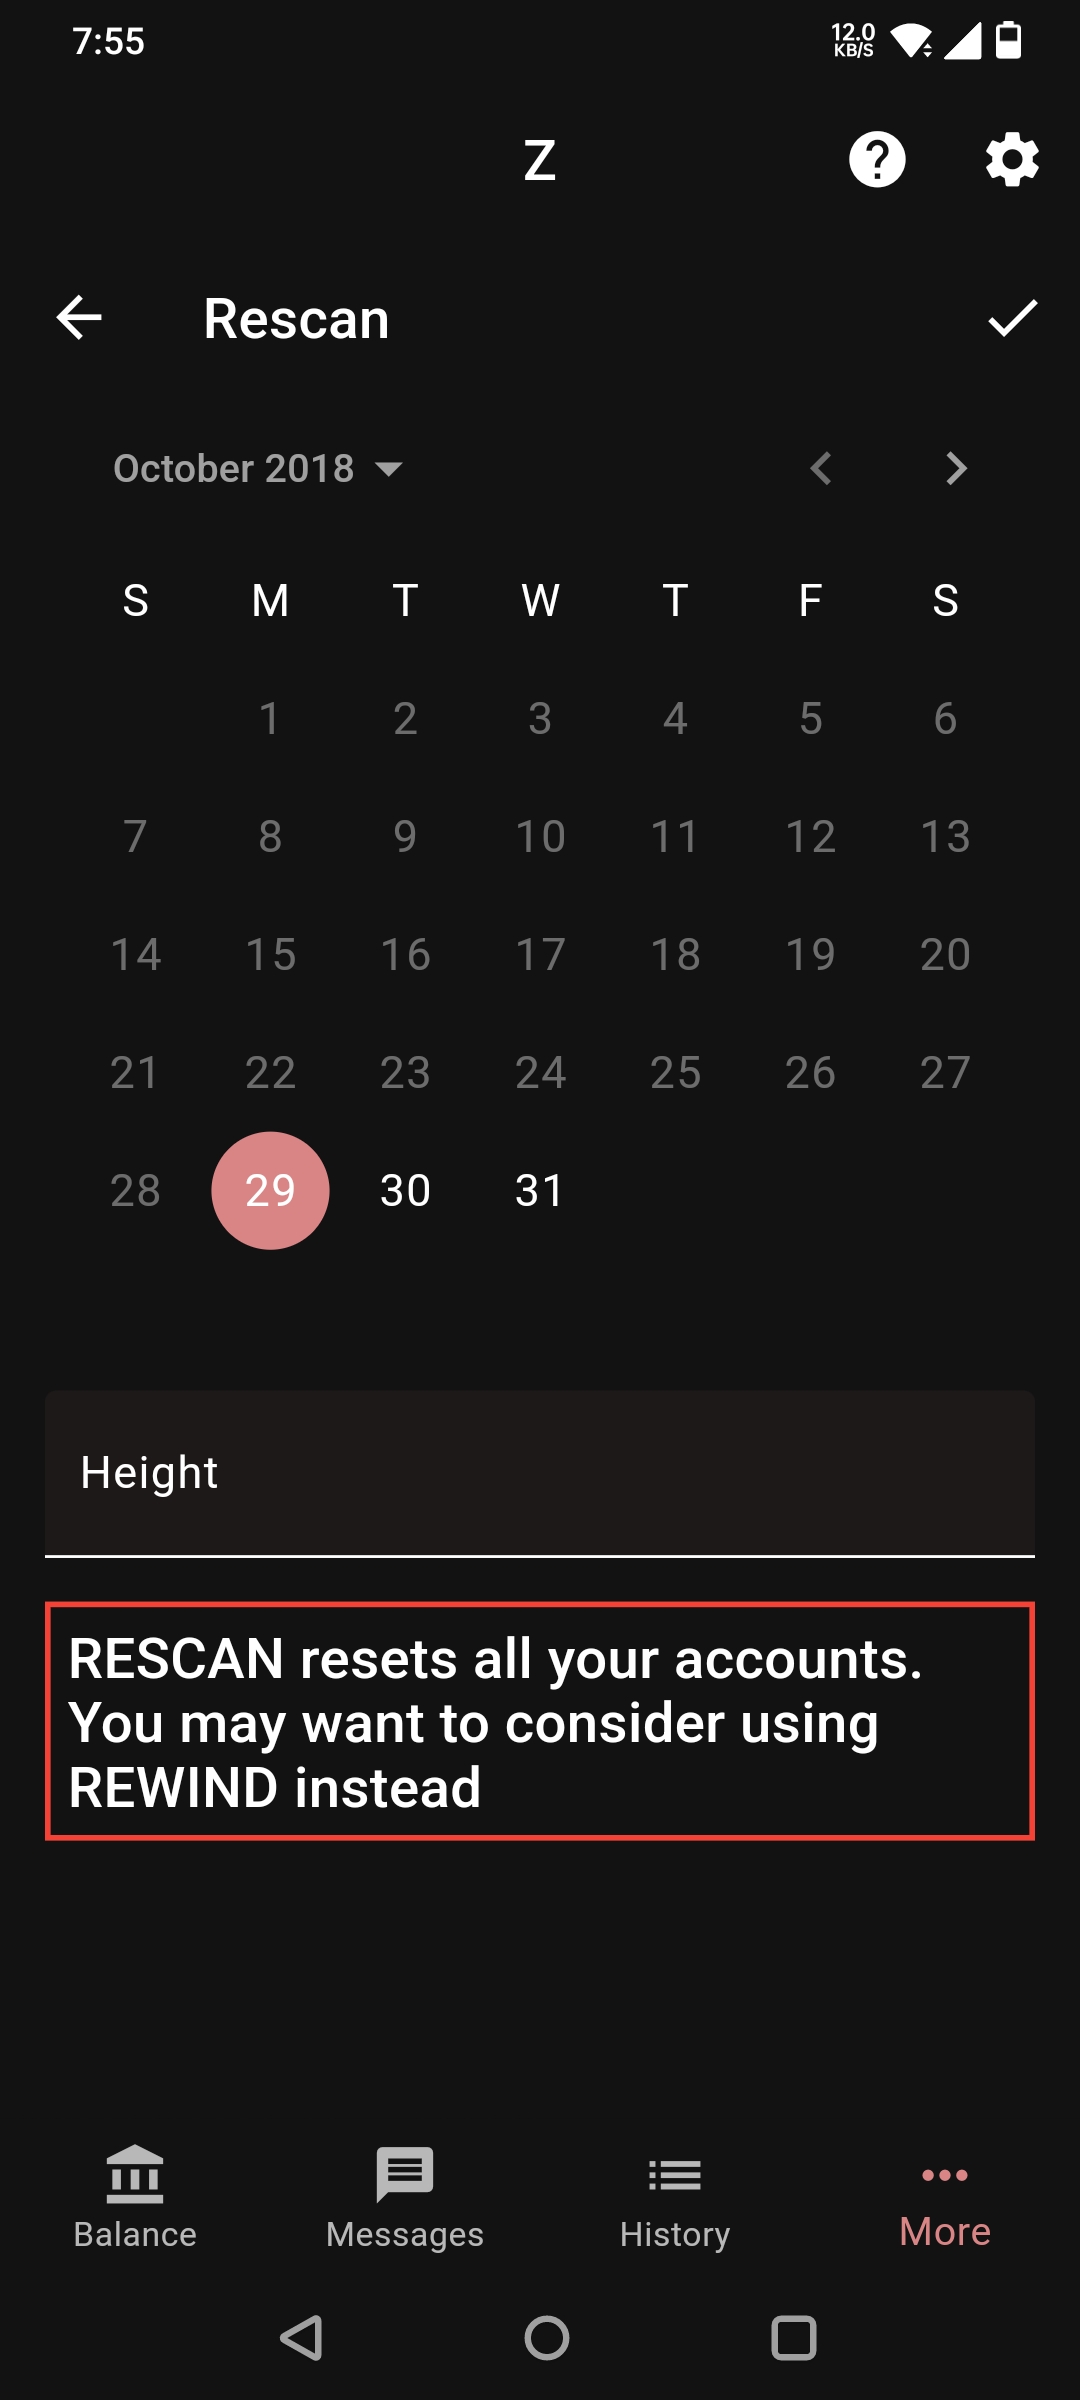 7:55
12.0
KB/S
Z
Rescan
October 2018
S M T W T F S
1 2 3 4 5 6
7 8 9 10 11 12 13
14 15 16 17 18 19 20
21 22 23 24 25 26 27
28 29 30 31
Height
RESCAN resets all your accounts.
You may want to consider using
REWIND instead
Balance Messages History More